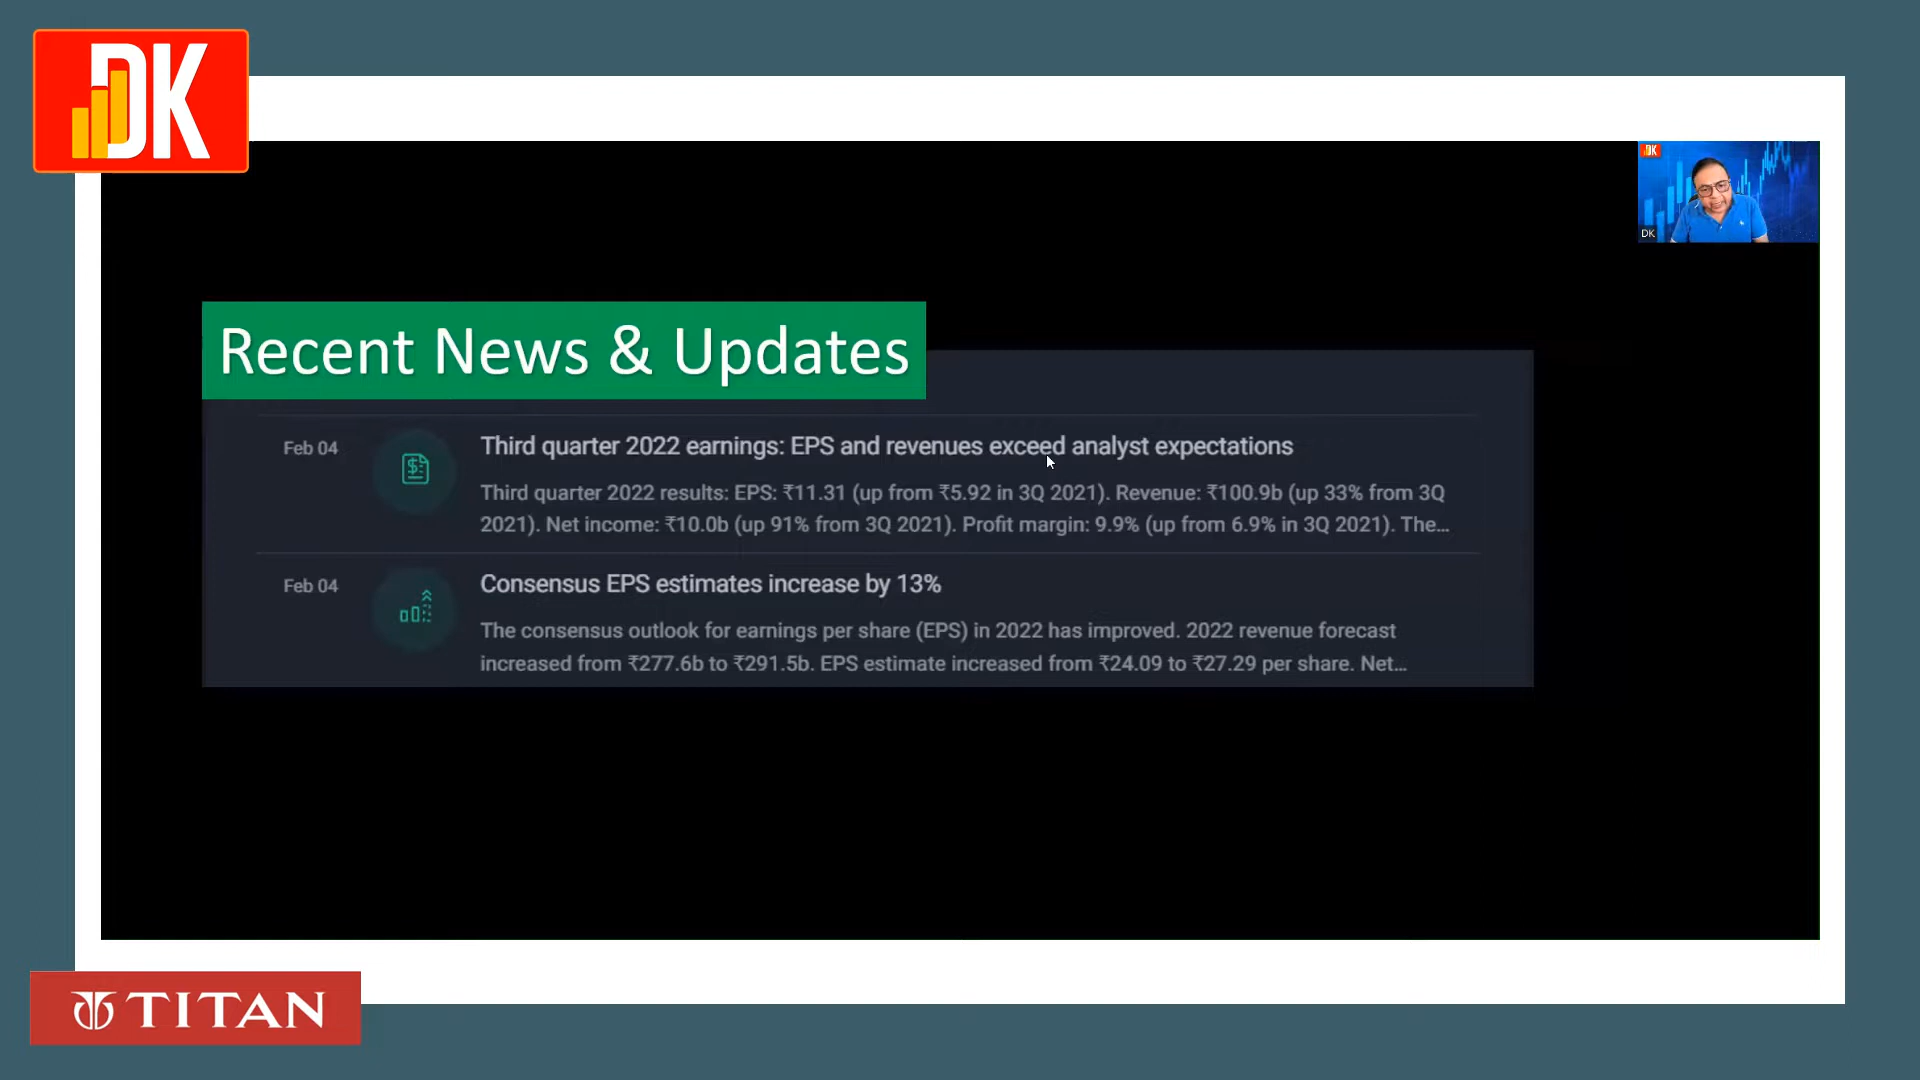 DK
DK
DK
Recent News & Updates
Feb 04
Third quarter 2022 earnings: EPS and revenues exceed analyst expectations
Third quarter 2022 results: EPS: ₹11.31 (up from ₹5.92 in 3Q 2021). Revenue: ₹100.9b (up 33% from 3Q
2021). Net income: ₹10.0b (up 91% from 3Q 2021). Profit margin: 9.9% (up from 6.9% in 3Q 2021). The...
Feb 04
Consensus EPS estimates increase by 13%
The consensus outlook for earnings per share (EPS) in 2022 has improved. 2022 revenue forecast
increased from ₹277.6b to ₹291.5b. EPS estimate increased from ₹24.09 to ₹27.29 per share. Net...
TITAN